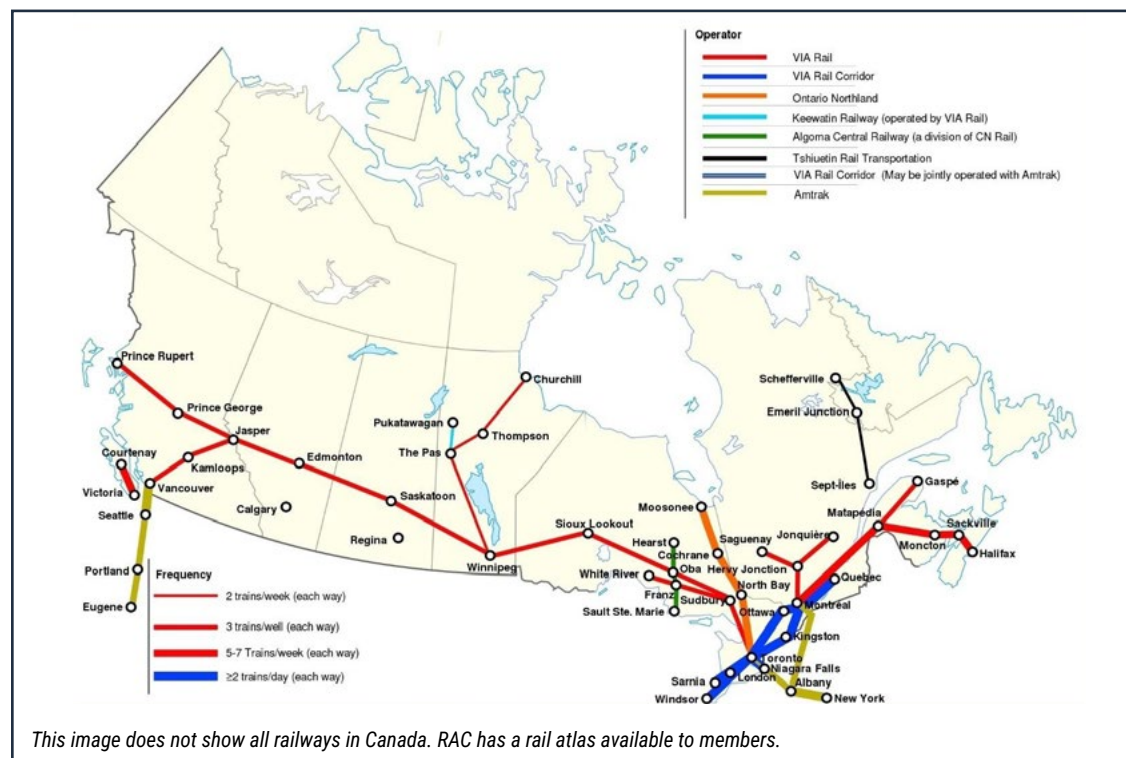 Operator
VIA Rail
VIA Rail Corridor
Ontario Northland
Keewatin Railway (operated by VIA Rail)
Algoma Central Railway (a division of CN Rail)
Tshiuetin Rail Transportation
VIA Rail Corridor (May be jointly operated with Amtrak)
Amtrak
Prince Rupert
Prince George
Jasper
Courtenay
Kamloops
Edmonton
Victoria
Vancouver
Seattle
Calgary
Saskatoon
Regina
Portland
Eugene
Churchill
Pukatawagan
Thompson
The Pas
Winnipeg
Sioux Lookout
Schefferville
Emeril Junction
Sept-Îles
Gaspé
Matapédia
Sackville
Moncton
Halifax
Moosonee
Saguenay
Jonquière
Hearst
Cochrane
Hervy Jonction
Oba
White River
North Bay
Quebec
Franz
Sudbury
Ottawa
Montréal
Sault Ste. Marie
Kingston
Toronto
Niagara Falls
Sarnia
London
Albany
Windsor
New York
Frequency
2 trains/week (each way)
3 trains/well (each way)
5-7 Trains/week (each way)
≥2 trains/day (each way)
This image does not show all railways in Canada. RAC has a rail atlas available to members.